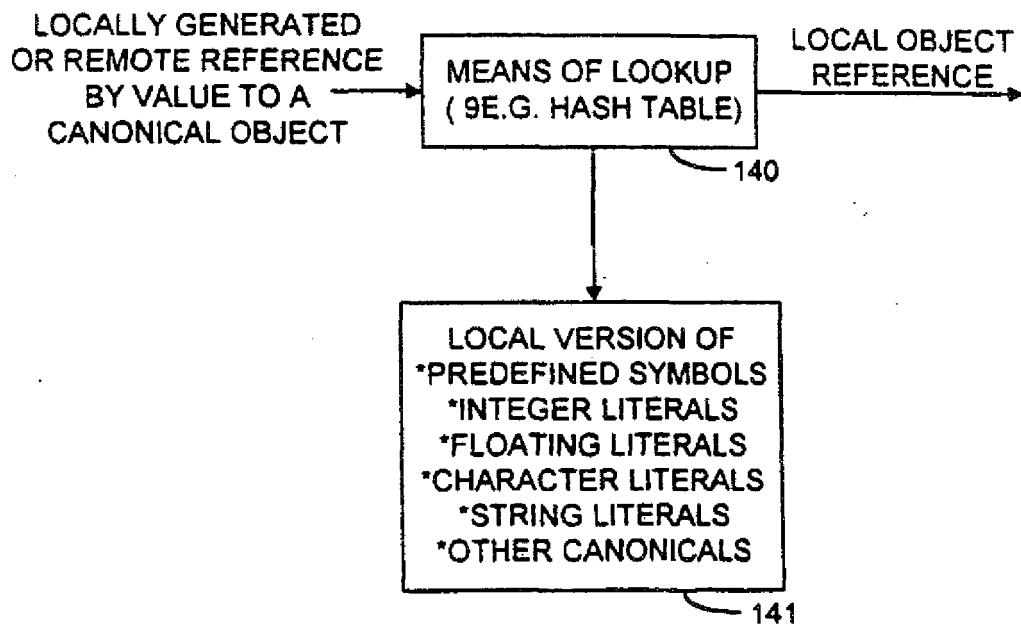 LOCALLY GENERATED
OR REMOTE REFERENCE
BY VALUE TO A
CANONICAL OBJECT
MEANS OF LOOKUP
( 9E.G. HASH TABLE)
140
LOCAL OBJECT
REFERENCE
LOCAL VERSION OF
*PREDEFINED SYMBOLS
*INTEGER LITERALS
*FLOATING LITERALS
*CHARACTER LITERALS
*STRING LITERALS
*OTHER CANONICALS
141